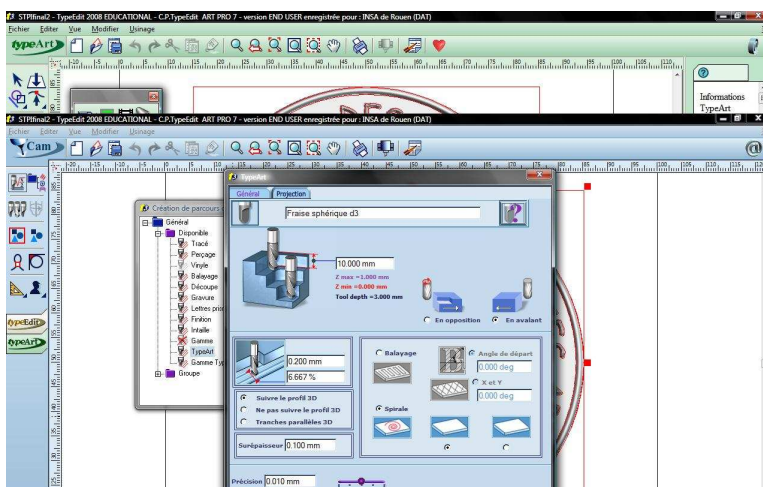 STPIfinal2 - TypeEdit 2008 EDUCATIONAL - C.P.TypeEdit ART PRO 7 - version END USER enregistrée pour : INSA de Rouen (DAT)
Fichier Editer Vue Modifier Usinage
typeArt
Informations
TypeArt
STPIfinal2 - TypeEdit 2008 EDUCATIONAL - C.P.TypeEdit ART PRO 7 - version END USER enregistrée pour : INSA de Rouen (DAT)
Fichier Editer Vue Modifier Usinage
Cam
TypeArt
Général Projection
Fraise sphérique d3
Création de parcours
Général
Disponible
Tracé
Perçage
Vinyle
Balayage
Découpe
Gravure
Lettres
Finition
Intaille
Gamme
TypeArt
Gamme
Groupe
typeEdit
typeArt
10.000 mm
Z max =1.000 mm
Z min =0.000 mm
Tool depth =3.000 mm
En opposition En avalant
0.200 mm
6.667 %
Balayage
Angle de départ
0.000 deg
X et Y
0.000 deg
Suivre le profil 3D
Ne pas suivre le profil 3D
Tranches parallèles 3D
Spirale
Surépaisseur 0.100 mm
Précision 0.010 mm